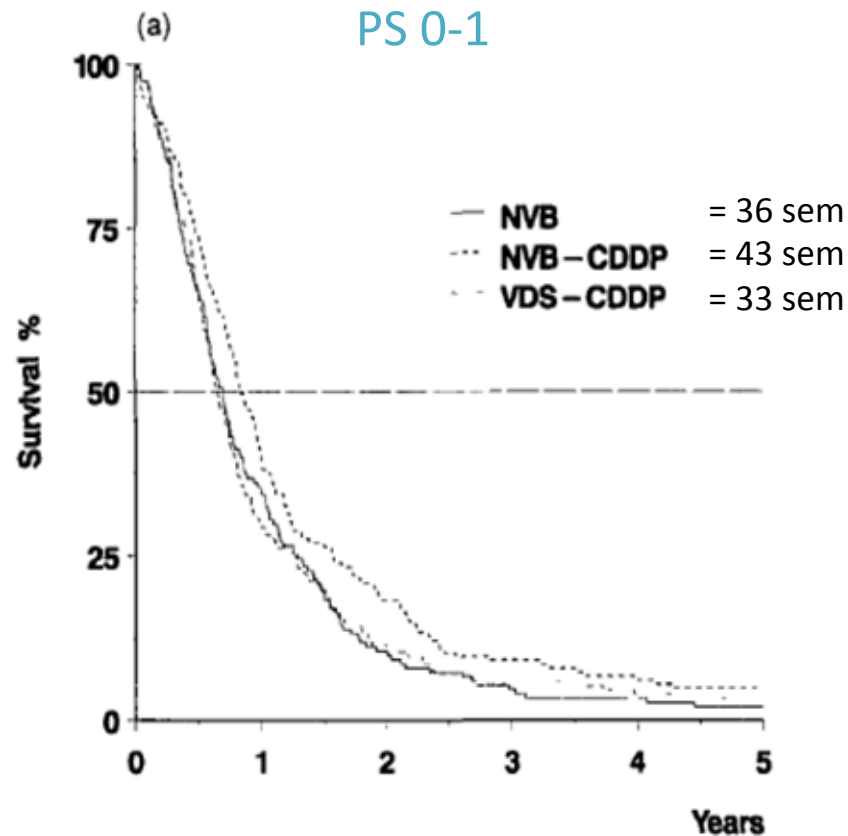 (a)
PS 0-1
100
75
50
25
0
Survival %
NVB = 36 sem
NVB-CDDP = 43 sem
VDS-CDDP = 33 sem
0 1 2 3 4 5
Years